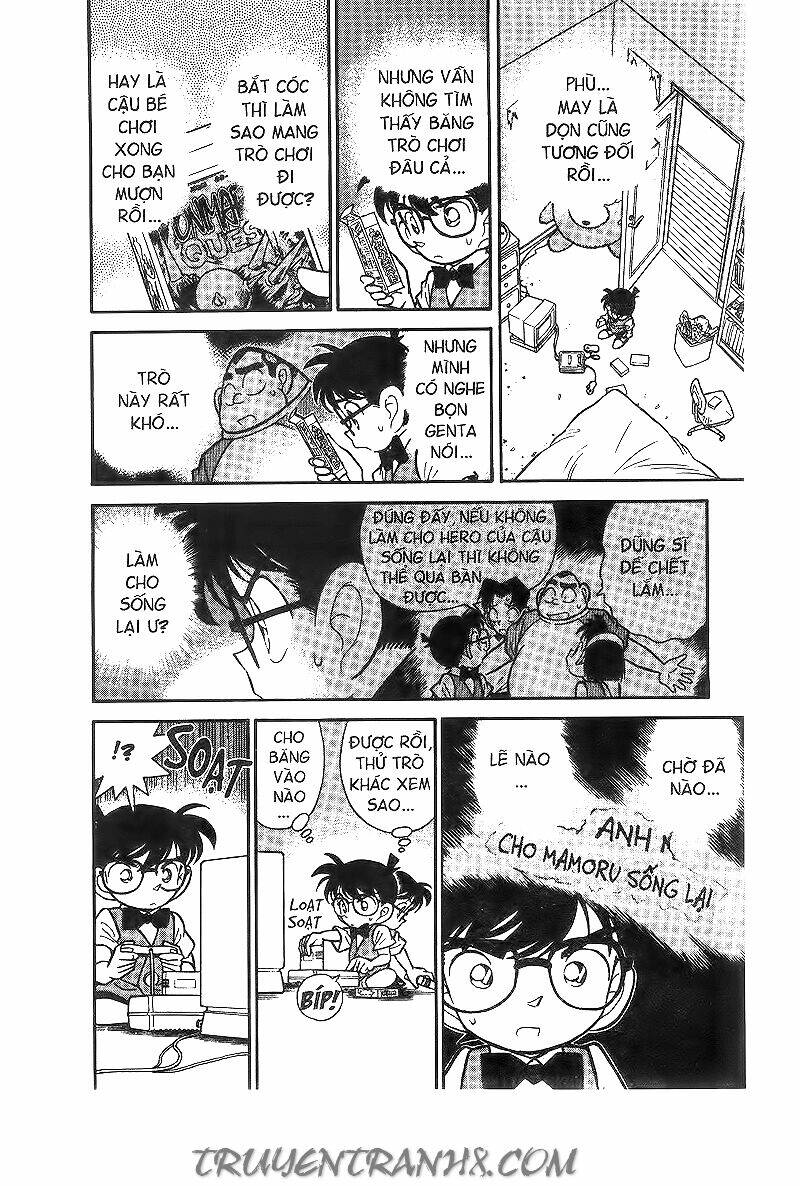 PHÙ...
MAY LÀ
DỌN CŨNG
TƯƠNG ĐỐI
RỒI...
NHƯNG VẪN
KHÔNG TÌM
THẤY BĂNG
TRÒ CHƠI
ĐÂU CẢ...
BẮT CÓC
THÌ LÀM
SAO MANG
TRÒ CHƠI
ĐI
ĐƯỢC?
HAY LÀ
CẬU BÉ
CHƠI
XONG
CHO BẠN
MƯỢN
RỒI...
QUES
NHƯNG
MÌNH
CÓ NGHE
BỌN
GENTA
NÓI...
TRÒ
NÀY RẤT
KHÓ...
DŨNG SĨ
DỄ CHẾT
LẮM...
ĐÚNG ĐẤY, NẾU KHÔNG
LÀM CHO HERO CỦA CẬU
SỐNG LẠI THÌ KHÔNG
THỂ QUA BÀN
ĐƯỢC...
LÀM
CHO
SỐNG
LẠI Ư?
CHỜ ĐÃ
NÀO...
LẼ NÀO
...
ANH
CHO MAMORU SỐNG LẠI
ĐƯỢC RỒI,
THỬ TRÒ
KHÁC XEM
SAO...
CHO
BĂNG
VÀO
NÀO
...
LOẠT
SOẠT
BÍP!
SOẠT
!?
TRUYENTRANH8.COM